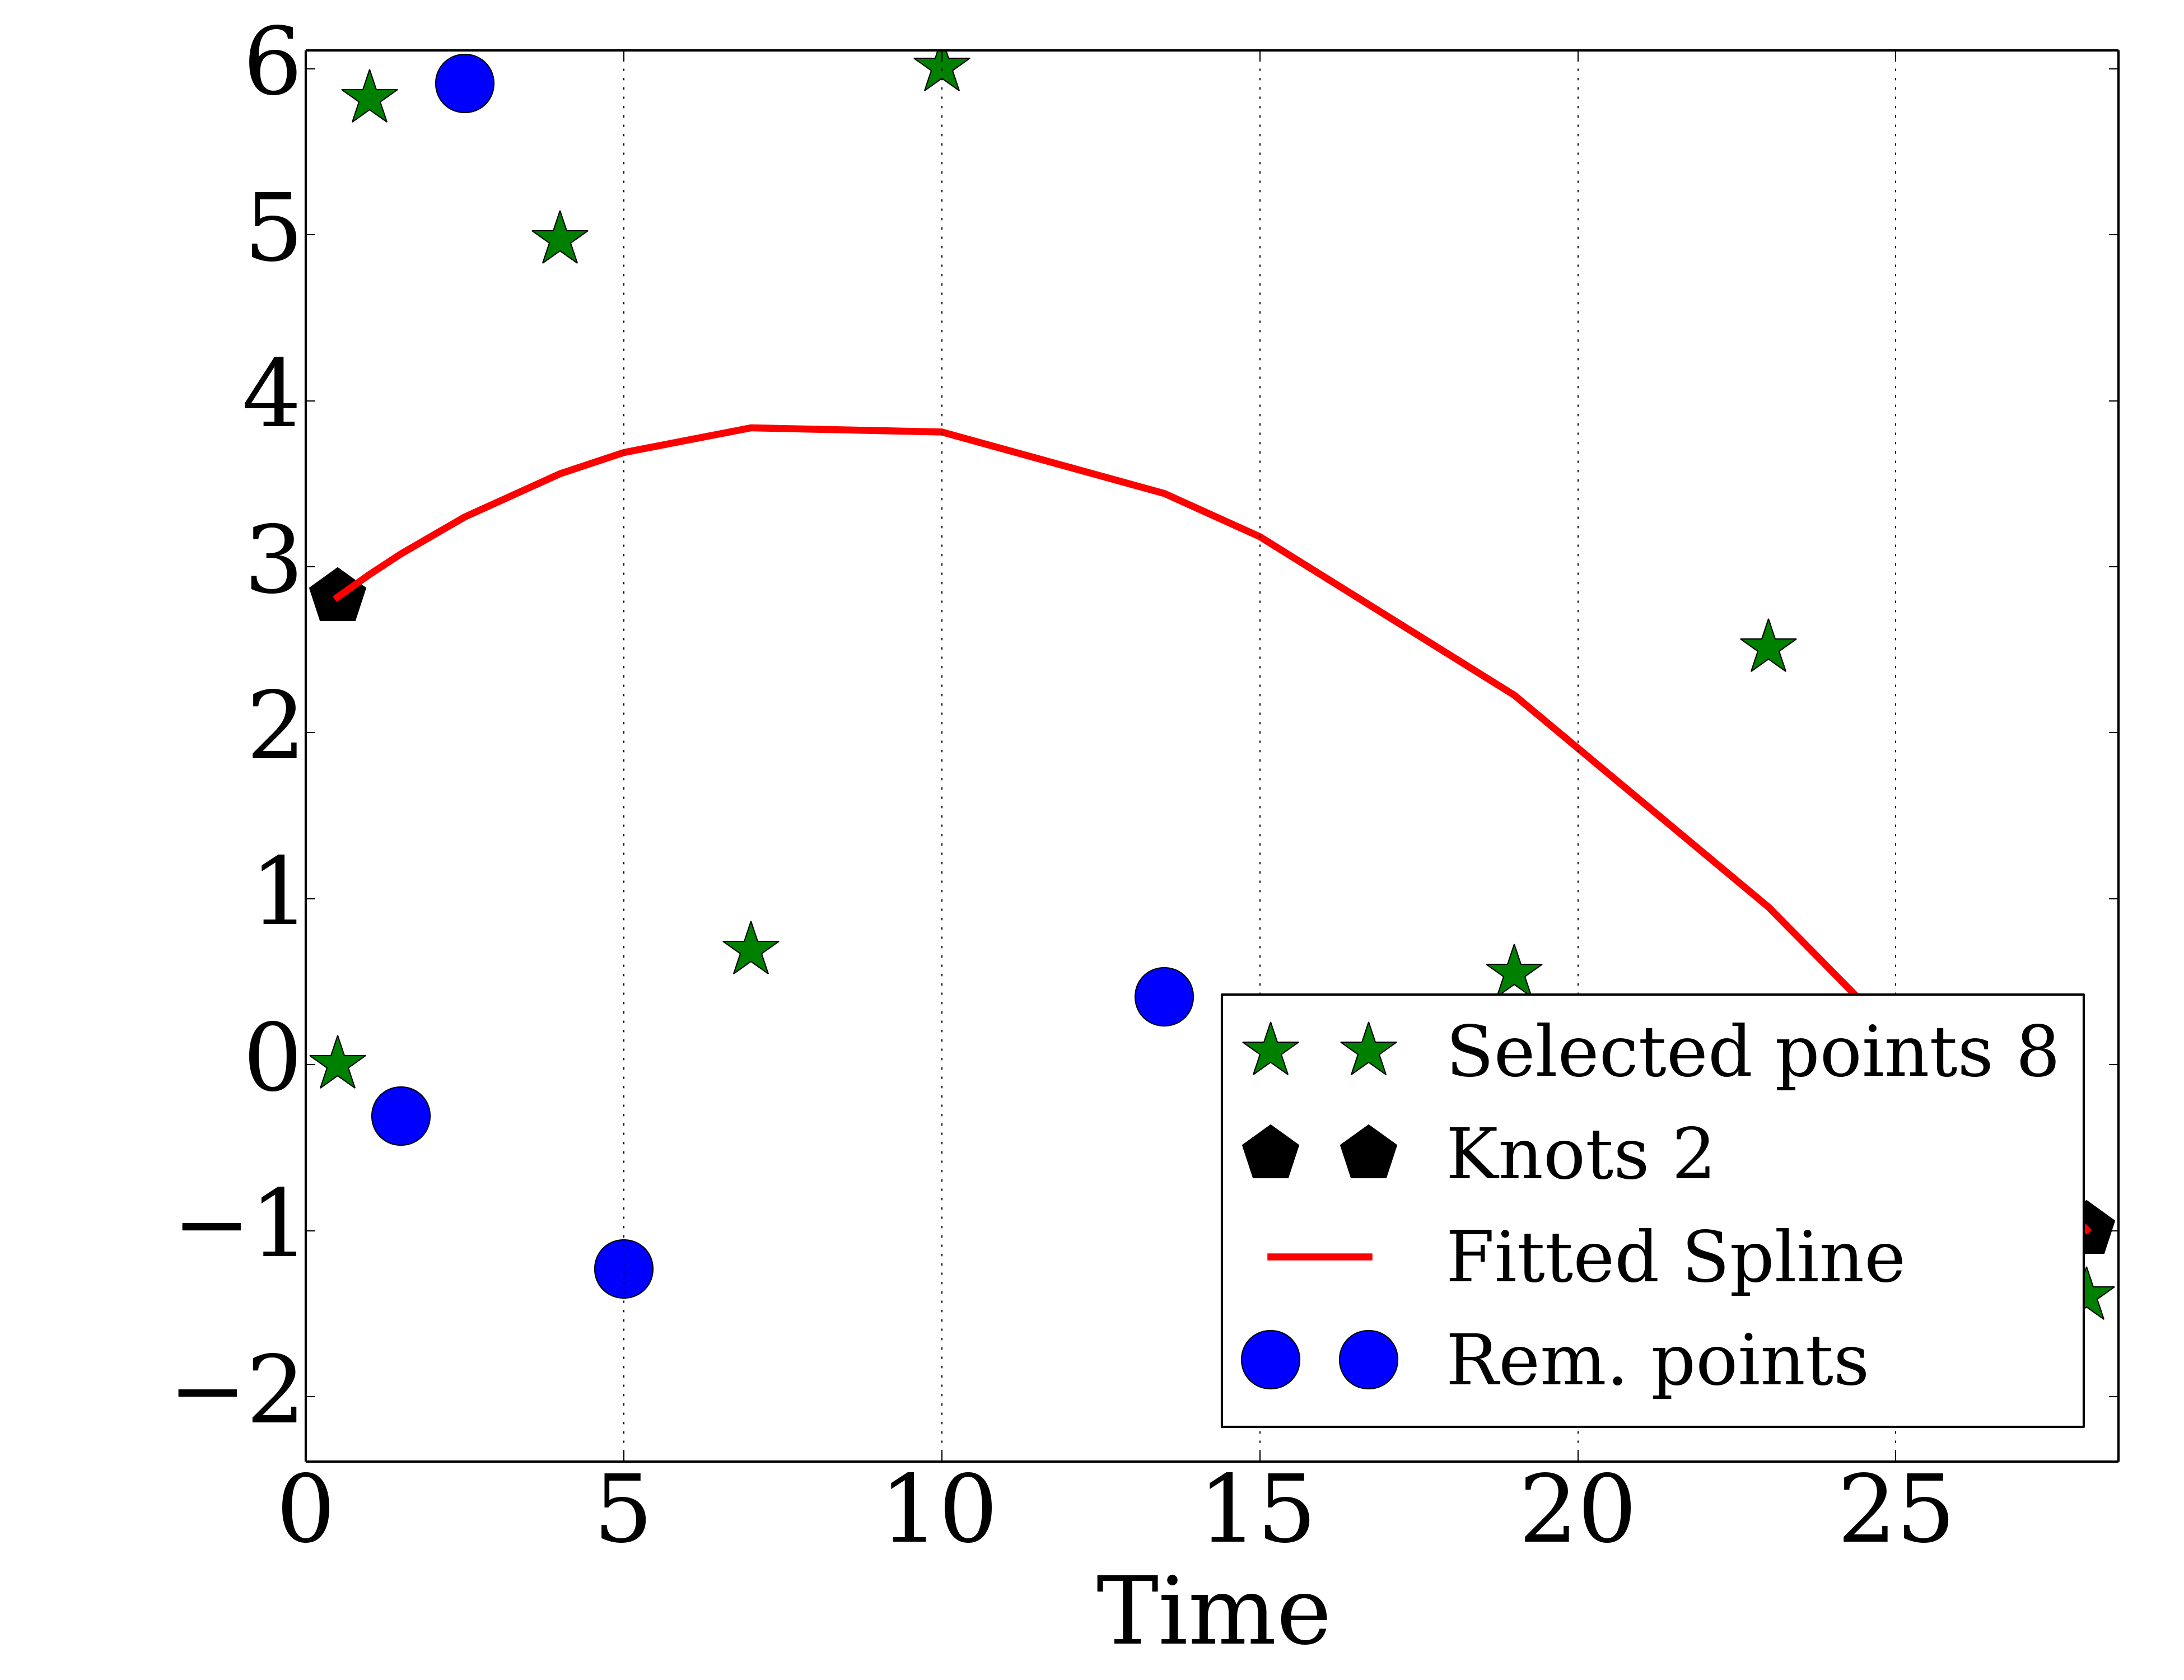 6
5
4
3
2
1
0
−1
−2
Selected points 8
Knots 2
Fitted Spline
Rem. points
0 5 10 15 20 25
Time